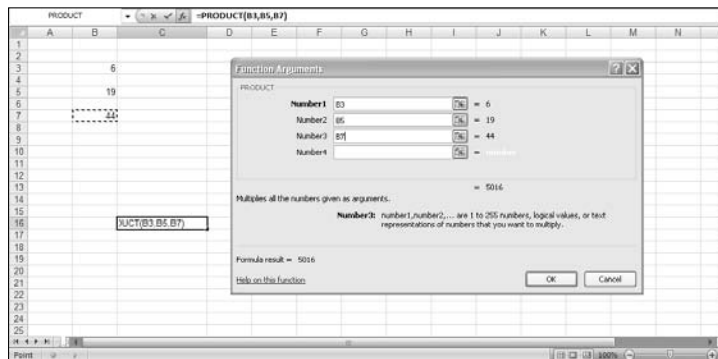 PRODUCT =PRODUCT(B3,B5,B7)
A B C D E F G H I J K L M N
1
2
3 6
4
5 19
6
7 44
8
9
10
11
12
13
14
15
16 DUCT(B3,B5,B7)
17
18
19
20
21
22
23
24
25
Function Arguments
PRODUCT
Number1 B3 = 6
Number2 B5 = 19
Number3 B7 = 44
Number4 =
= 5016
Multiplies all the numbers given as arguments.
Number3: number1,number2,... are 1 to 255 numbers, logical values, or text
representations of numbers that you want to multiply.
Formula result = 5016
Help on this function
OK Cancel
Point 100%